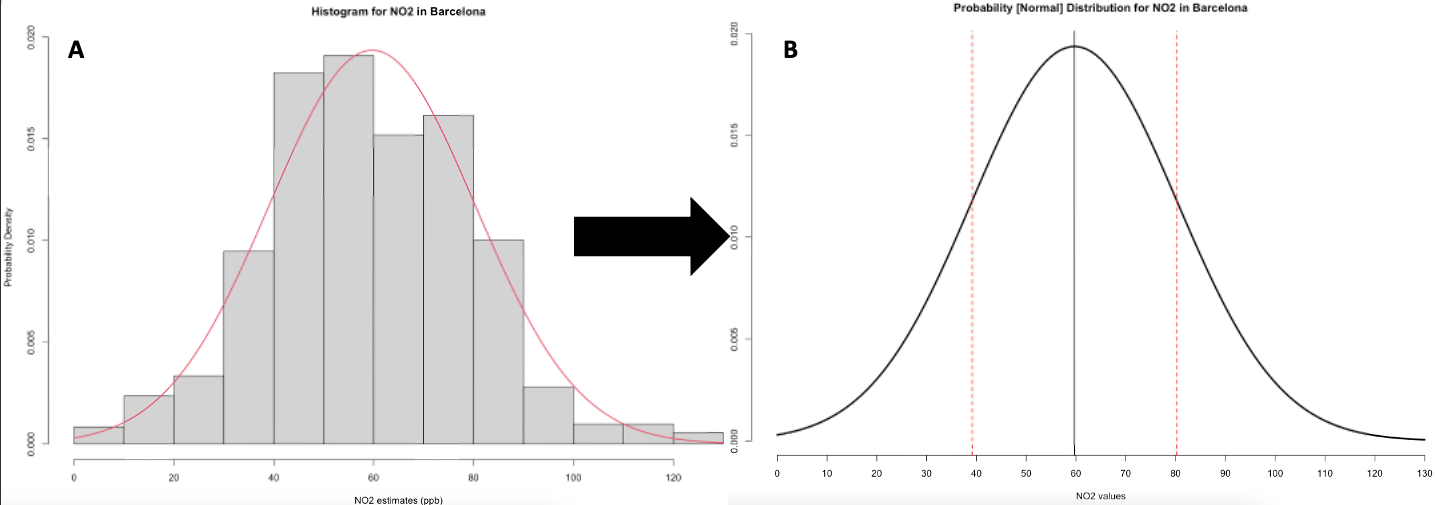 Histogram for NO2 in Barcelona
A
Probability Density
0.020
0.015
0.010
0.005
0.000
0 20 40 60 80 100 120
NO2 estimates (ppb)
Probability [Normal] Distribution for NO2 in Barcelona
B
0.020
0.015
0.010
0.005
0.000
0 10 20 30 40 50 60 70 80 90 100 110 120 130
NO2 values